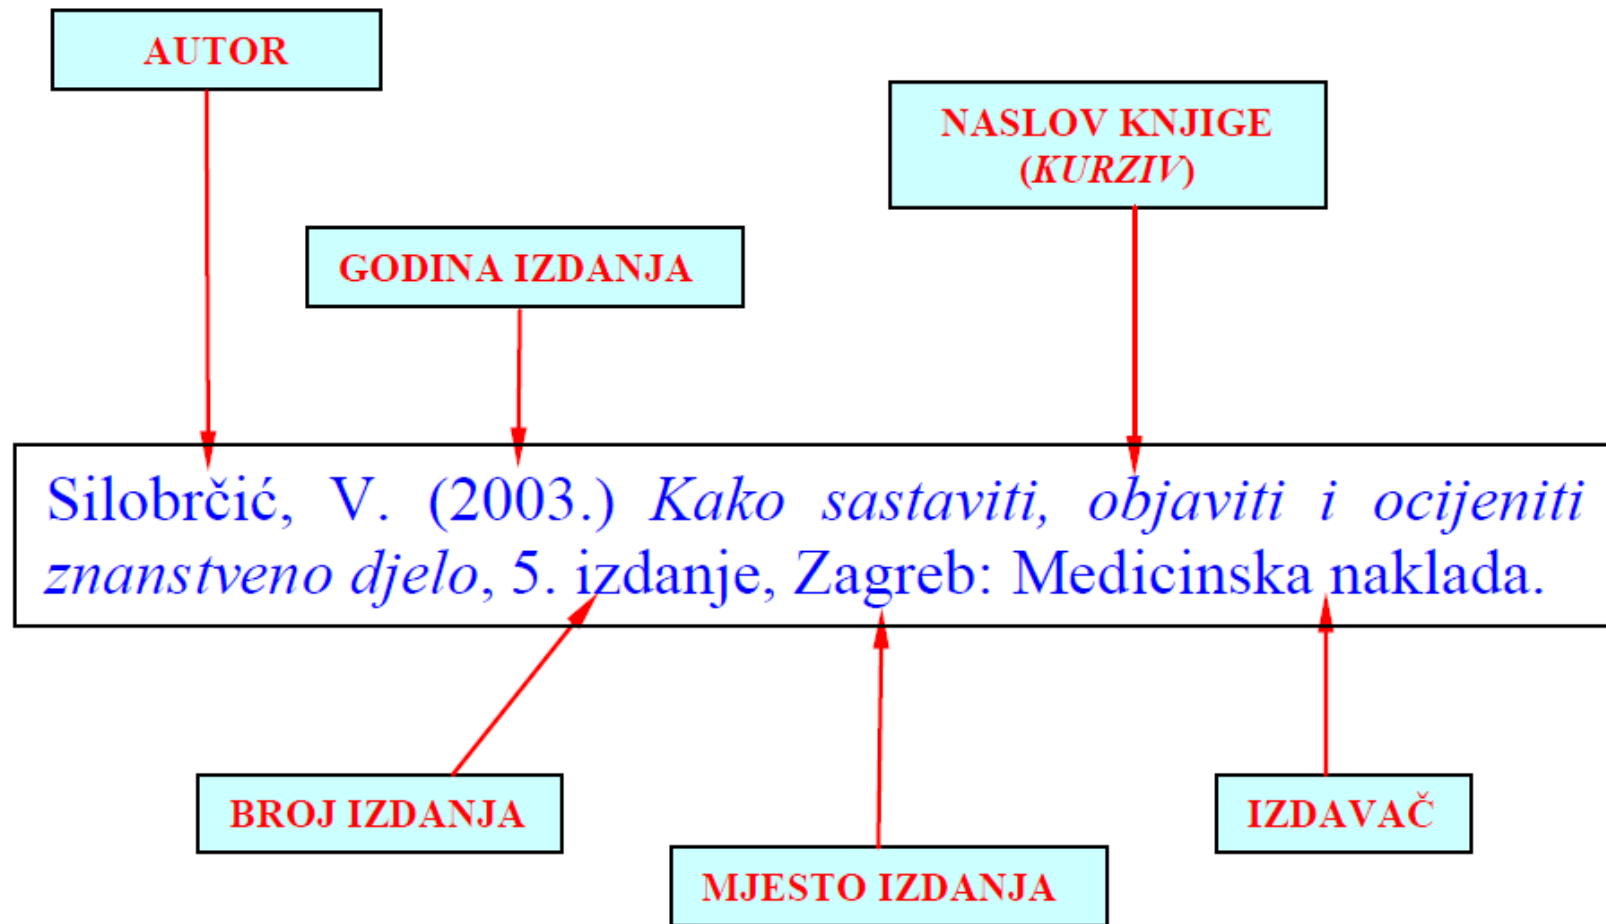 AUTOR
NASLOV KNJIGE
(KURZIV)
GODINA IZDANJA
Silobrčić, V. (2003.) Kako sastaviti, objaviti i ocijeniti
znanstveno djelo, 5. izdanje, Zagreb: Medicinska naklada.
BROJ IZDANJA
IZDAVAČ
MJESTO IZDANJA